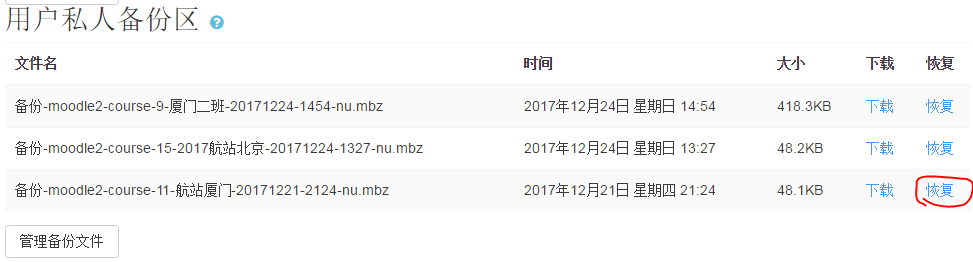 用户私人备份区 ?
文件名 时间 大小 下载 恢复
备份-moodle2-course-9-厦门二班-20171224-1454-nu.mbz 2017年12月24日 星期日 14:54 418.3KB 下载 恢复
备份-moodle2-course-15-2017航站北京-20171224-1327-nu.mbz 2017年12月24日 星期日 13:27 48.2KB 下载 恢复
备份-moodle2-course-11-航站厦门-20171221-2124-nu.mbz 2017年12月21日 星期四 21:24 48.1KB 下载 恢复
管理备份文件